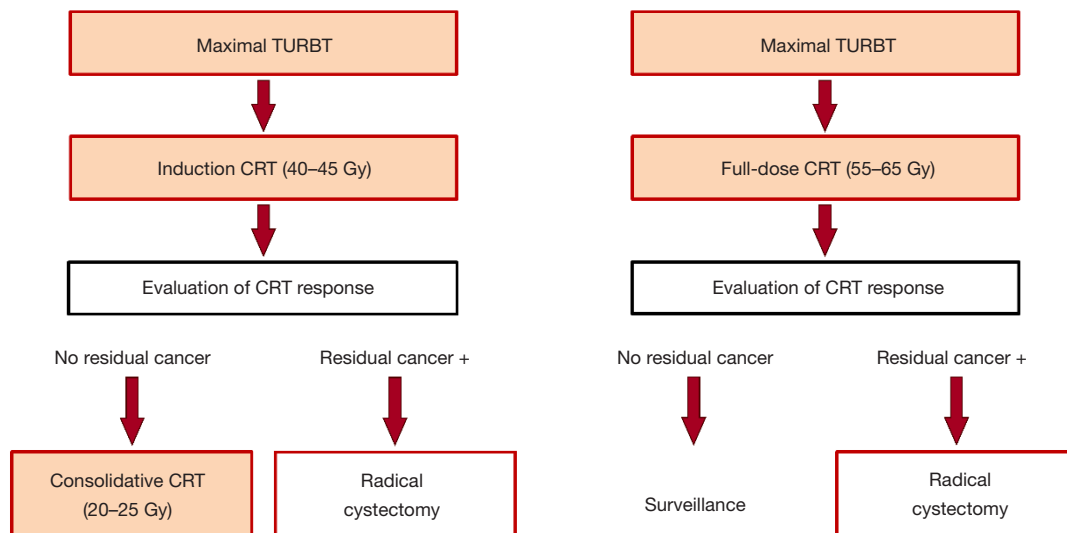 Maximal TURBT
Induction CRT (40–45 Gy)
Evaluation of CRT response
No residual cancer
Residual cancer +
Consolidative CRT
(20–25 Gy)
Radical
cystectomy
Maximal TURBT
Full-dose CRT (55–65 Gy)
Evaluation of CRT response
No residual cancer
Residual cancer +
Surveillance
Radical
cystectomy